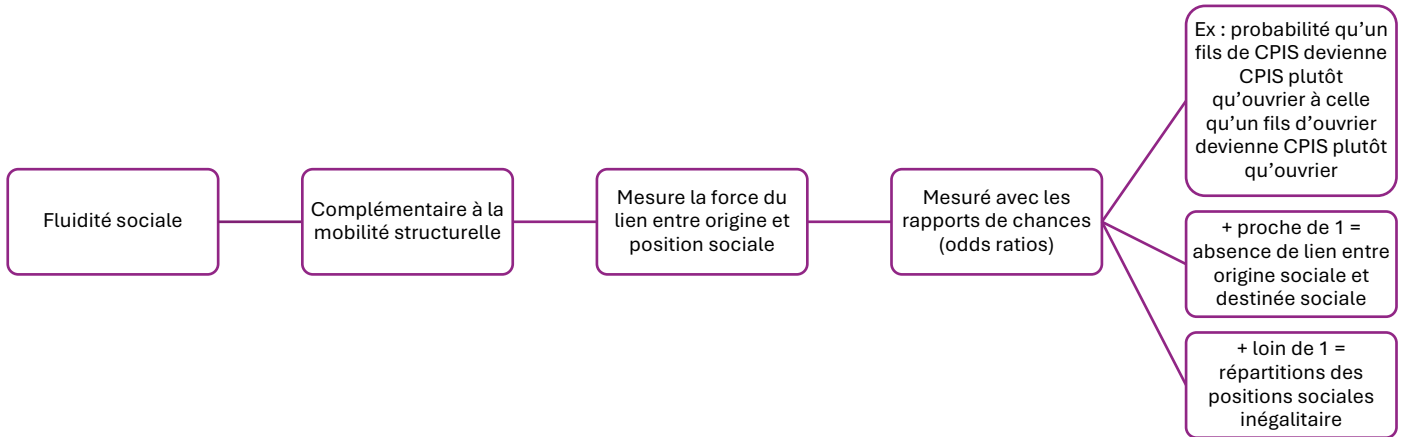 Fluidité sociale
Complémentaire à la
mobilité structurelle
Mesure la force du
lien entre origine et
position sociale
Mesuré avec les
rapports de chances
(odds ratios)
Ex : probabilité qu’un
fils de CPIS devienne
CPIS plutôt
qu’ouvrier à celle
qu’un fils d’ouvrier
devienne CPIS plutôt
qu’ouvrier
+ proche de 1 =
absence de lien entre
origine sociale et
destinée sociale
+ loin de 1 =
répartitions des
positions sociales
inégalitaire